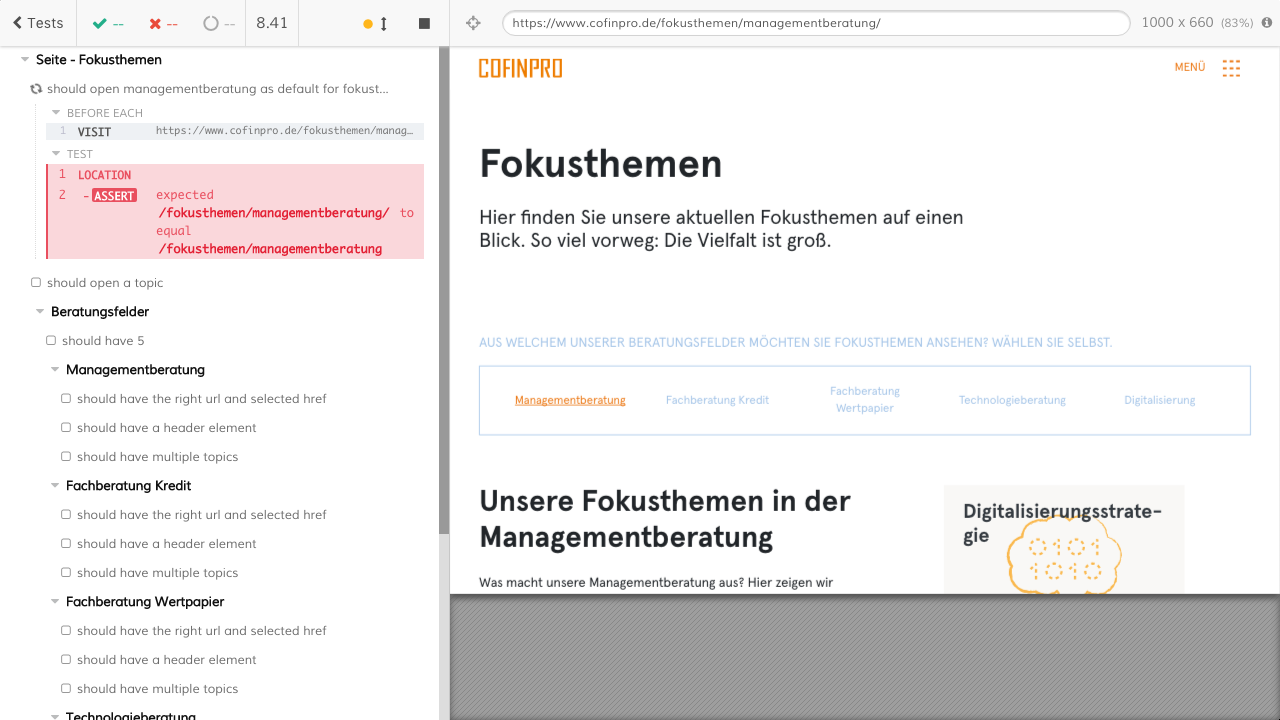 Tests
--
--
--
8.41
https://www.cofinpro.de/fokusthemen/managementberatung/
1000 x 660 (83%)
Seite - Fokusthemen
should open managementberatung as default for fokust...
BEFORE EACH
1 VISIT https://www.cofinpro.de/fokusthemen/manag…
TEST
1 LOCATION
2 -ASSERT expected
/fokusthemen/managementberatung/ to
equal
/fokusthemen/managementberatung
should open a topic
Beratungsfelder
should have 5
Managementberatung
should have the right url and selected href
should have a header element
should have multiple topics
Fachberatung Kredit
should have the right url and selected href
should have a header element
should have multiple topics
Fachberatung Wertpapier
should have the right url and selected href
should have a header element
should have multiple topics
Technologieberatung
COFINPRO
MENÜ
Fokusthemen
Hier finden Sie unsere aktuellen Fokusthemen auf einen
Blick. So viel vorweg: Die Vielfalt ist groß.
AUS WELCHEM UNSERER BERATUNGSFELDER MÖCHTEN SIE FOKUSTHEMEN ANSEHEN? WÄHLEN SIE SELBST.
Managementberatung
Fachberatung Kredit
Fachberatung
Wertpapier
Technologieberatung
Digitalisierung
Unsere Fokusthemen in der
Managementberatung
Was macht unsere Managementberatung aus? Hier zeigen wir
Digitalisierungsstrate-
gie
0101
1010